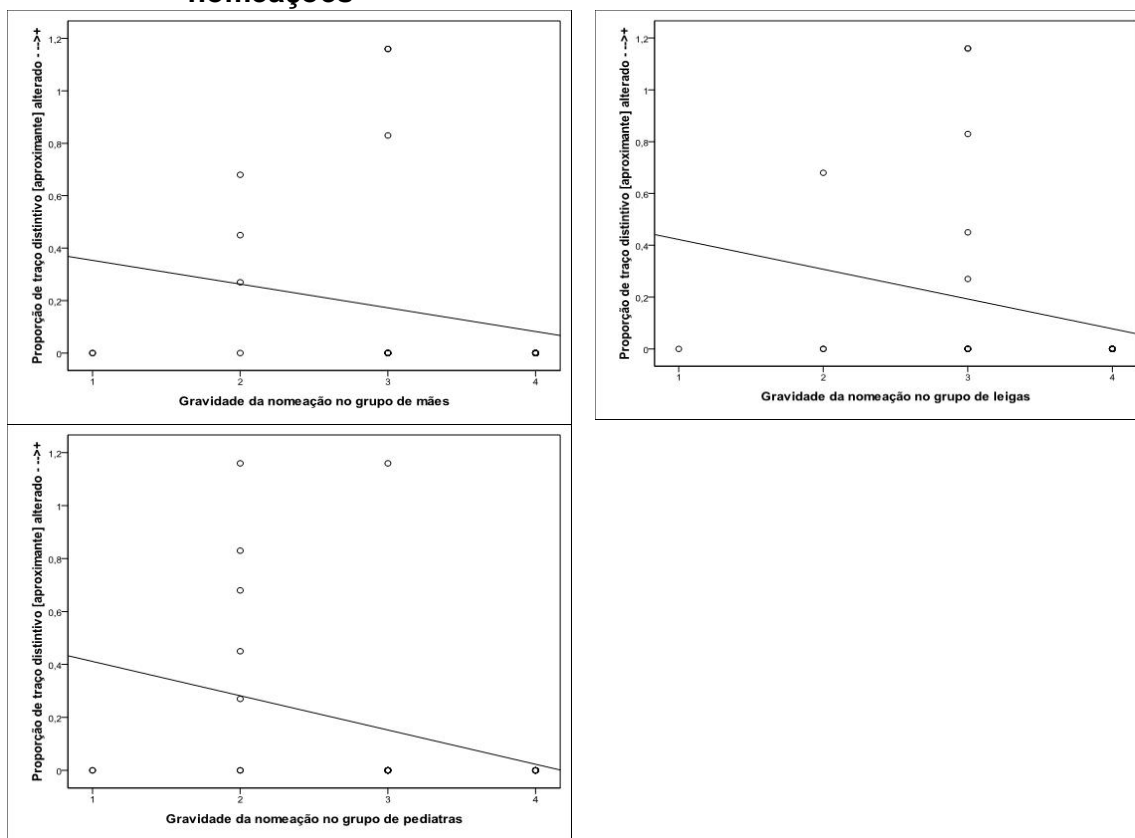 nomeações
Proporção de traço distintivo [aproximante] alterado - -->+
1,2
1
0,8
0,6
0,4
0,2
0
1 2 3 4
Gravidade da nomeação no grupo de mães
Proporção de traço distintivo [aproximante] alterado - -->+
1,2
1
0,8
0,6
0,4
0,2
0
1 2 3 4
Gravidade da nomeação no grupo de leigas
Proporção de traço distintivo [aproximante] alterado - -->+
1,2
1
0,8
0,6
0,4
0,2
0
1 2 3 4
Gravidade da nomeação no grupo de pediatras